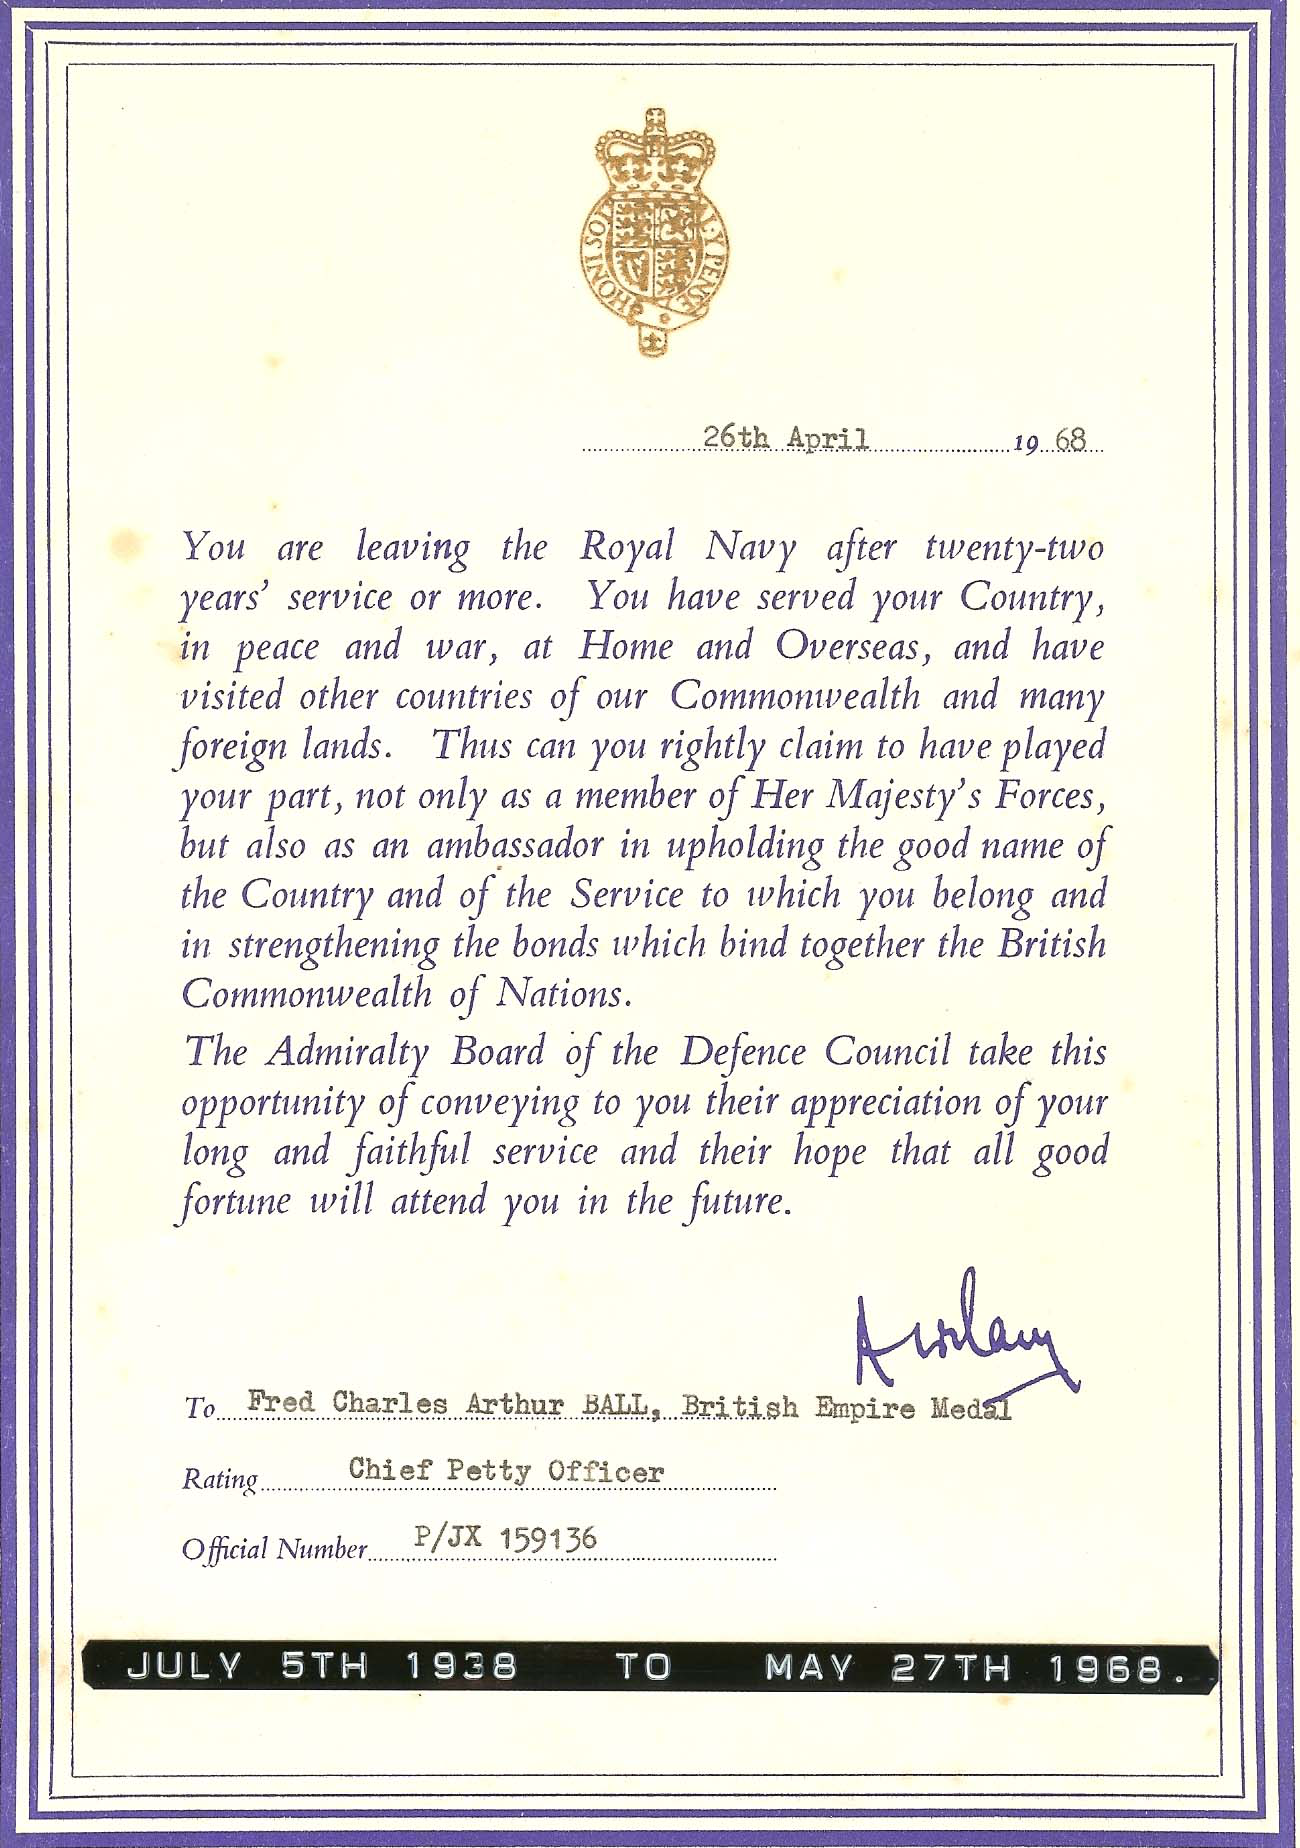 HONI SOI
Y PENSE
26th April 19 68
You are leaving the Royal Navy after twenty-two
years' service or more. You have served your Country,
in peace and war, at Home and Overseas, and have
visited other countries of our Commonwealth and many
foreign lands. Thus can you rightly claim to have played
your part, not only as a member of Her Majesty's Forces,
but also as an ambassador in upholding the good name of
the Country and of the Service to which you belong and
in strengthening the bonds which bind together the British
Commonwealth of Nations.
The Admiralty Board of the Defence Council take this
opportunity of conveying to you their appreciation of your
long and faithful service and their hope that all good
fortune will attend you in the future.
To Fred Charles Arthur BALL, British Empire Medal
Rating Chief Petty Officer
Official Number P/JX 159136
JULY 5TH 1938 TO MAY 27TH 1968.